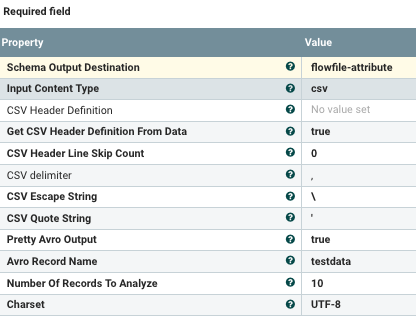 Required field
Property Value
Schema Output Destination ? flowfile-attribute
Input Content Type ? csv
CSV Header Definition ? No value set
Get CSV Header Definition From Data ? true
CSV Header Line Skip Count ? 0
CSV delimiter ? ,
CSV Escape String ? \
CSV Quote String ? '
Pretty Avro Output ? true
Avro Record Name ? testdata
Number Of Records To Analyze ? 10
Charset ? UTF-8